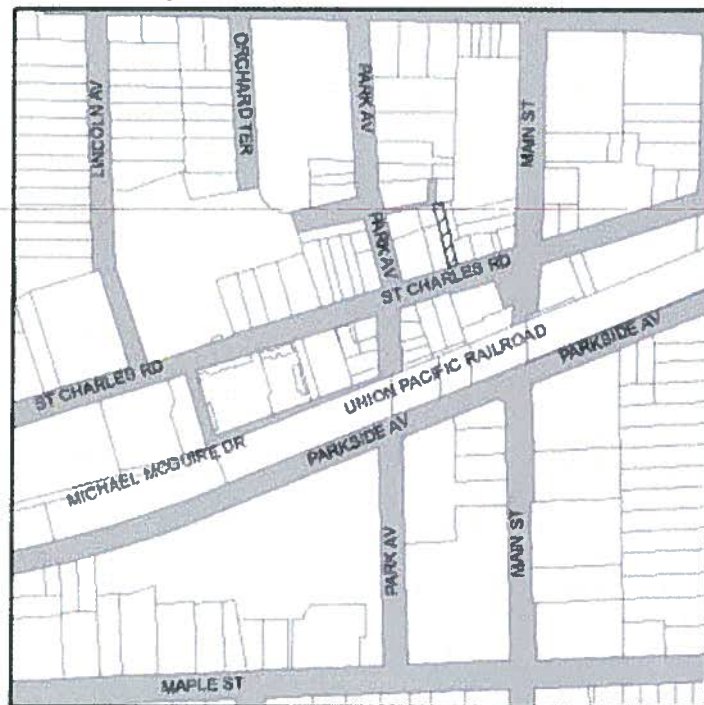 LINCOLN AV
ORCHARD TER
PARK AV
MAIN ST
PARK AV
ST CHARLES RD
UNION PACIFIC RAILROAD
PARKSIDE AV
ST CHARLES RD
MICHAEL MCGUIRE DR
PARKSIDE AV
PARK AV
MAIN ST
MAPLE ST